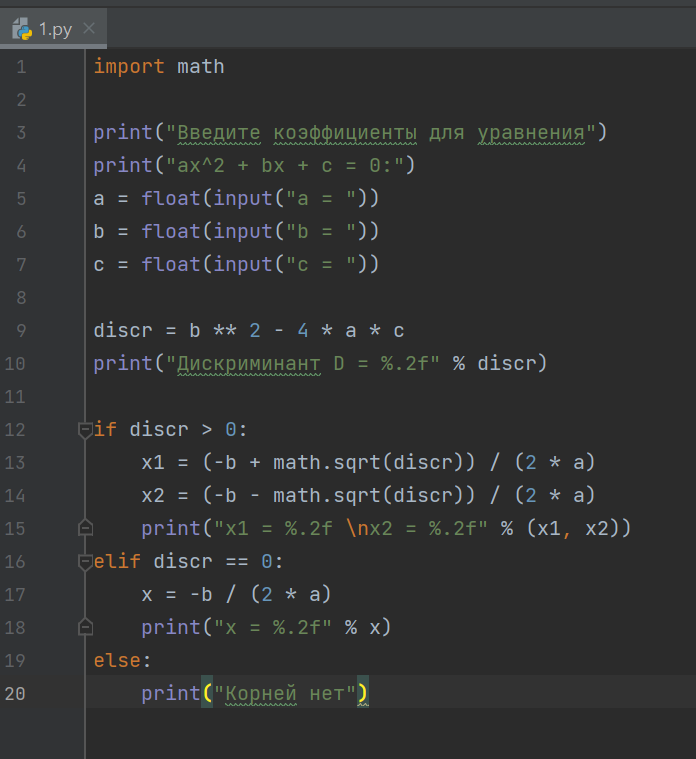 1.py
1 import math
2
3 print("Введите коэффициенты для уравнения")
4 print("ax^2 + bx + c = 0:")
5 a = float(input("a = "))
6 b = float(input("b = "))
7 c = float(input("c = "))
8
9 discr = b ** 2 - 4 * a * c
10 print("Дискриминант D = %.2f" % discr)
11
12 if discr > 0:
13     x1 = (-b + math.sqrt(discr)) / (2 * a)
14     x2 = (-b - math.sqrt(discr)) / (2 * a)
15     print("x1 = %.2f \nx2 = %.2f" % (x1, x2))
16 elif discr == 0:
17     x = -b / (2 * a)
18     print("x = %.2f" % x)
19 else:
20     print("Корней нет")